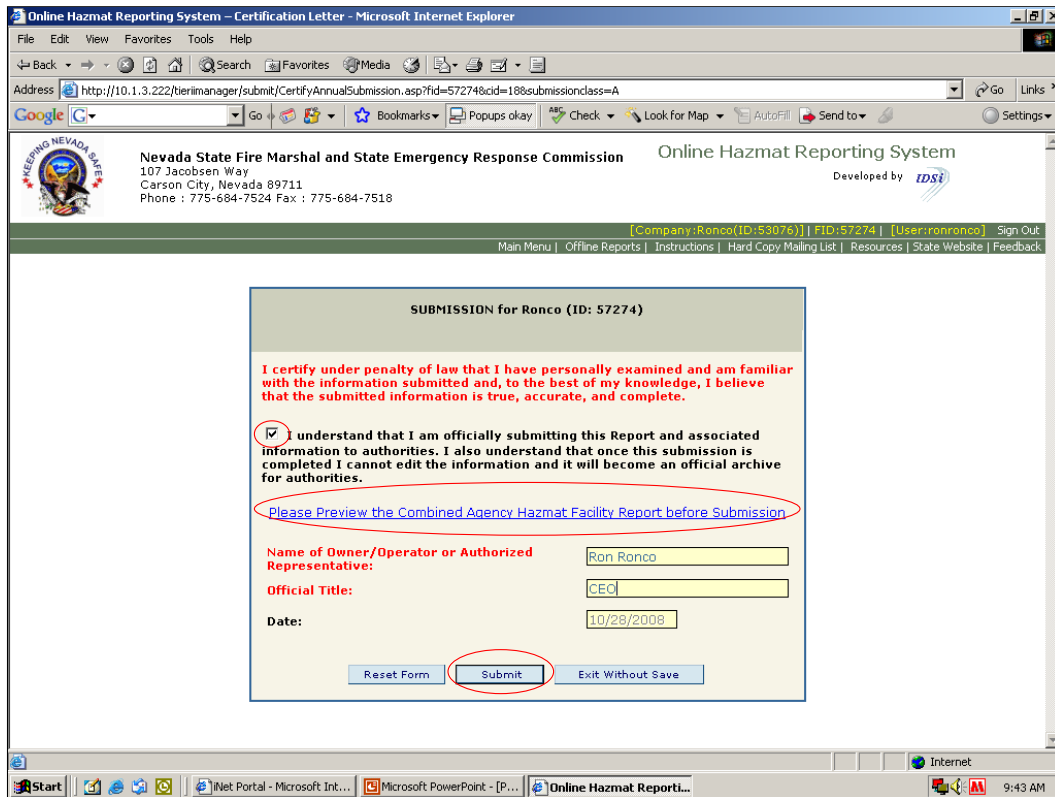 Online Hazmat Reporting System – Certification Letter - Microsoft Internet Explorer
File Edit View Favorites Tools Help
Back Search Favorites Media
Address http://10.1.3.222/tieriimanager/submit/CertifyAnnualSubmission.asp?fid=57274&cid=18&submissionclass=A Go Links
Google G Go Bookmarks Popups okay ABC Check Look for Map AutoFill Send to Settings
KEEPING NEVADA SAFE
Nevada State Fire Marshal and State Emergency Response Commission
107 Jacobsen Way
Carson City, Nevada 89711
Phone : 775-684-7524 Fax : 775-684-7518
Online Hazmat Reporting System
Developed by IDSi
[Company:Ronco(ID:53076)] | FID:57274 | [User:ronronco] Sign Out
Main Menu | Offline Reports | Instructions | Hard Copy Mailing List | Resources | State Website | Feedback
SUBMISSION for Ronco (ID: 57274)
I certify under penalty of law that I have personally examined and am familiar
with the information submitted and, to the best of my knowledge, I believe
that the submitted information is true, accurate, and complete.
I understand that I am officially submitting this Report and associated
information to authorities. I also understand that once this submission is
completed I cannot edit the information and it will become an official archive
for authorities.
Please Preview the Combined Agency Hazmat Facility Report before Submission
Name of Owner/Operator or Authorized
Representative:
Ron Ronco
Official Title:
CEO
Date:
10/28/2008
Reset Form Submit Exit Without Save
Internet
Start iNet Portal - Microsoft Int... Microsoft PowerPoint - [P... Online Hazmat Reporti... 9:43 AM